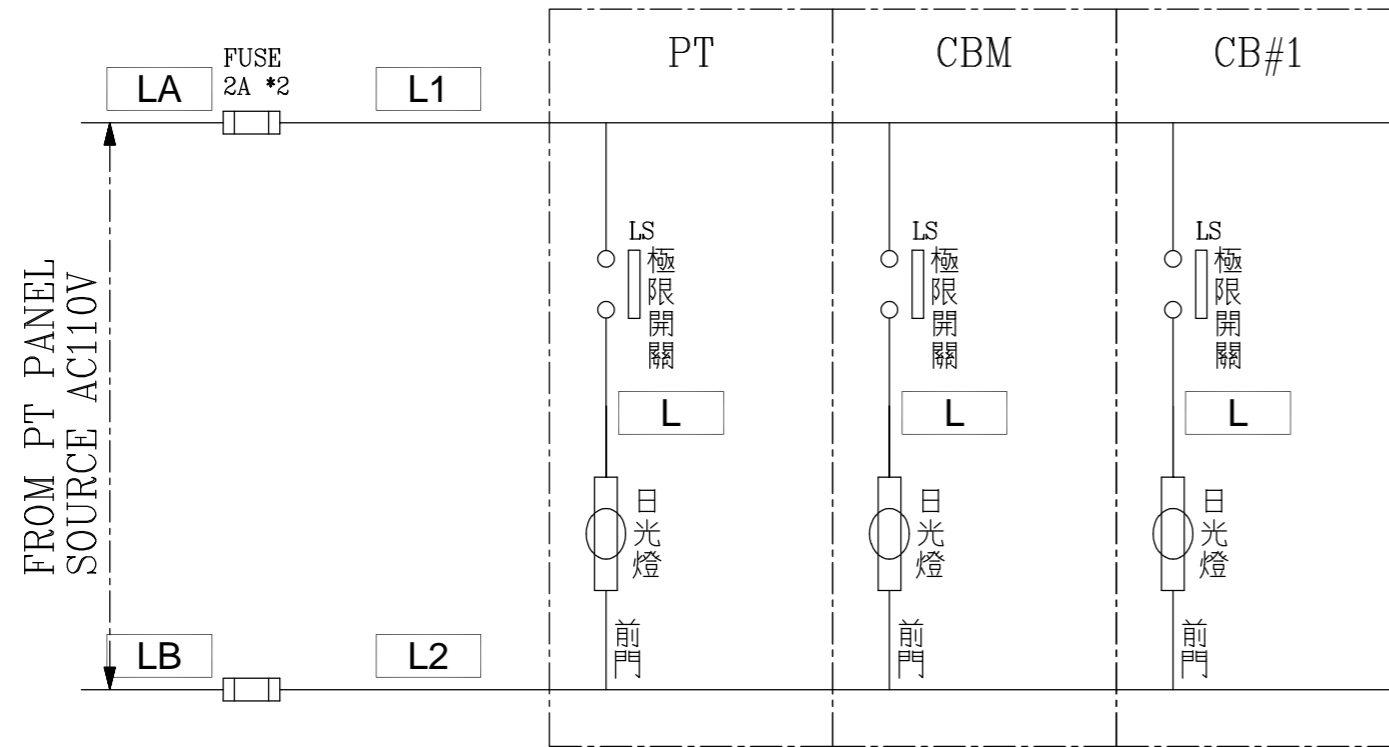 PT
CBM
CB#1
FUSE
2A *2
LA
L1
FROM PT PANEL
SOURCE AC110V
LS
極限開關
LS
極限開關
LS
極限開關
L
L
L
日光燈
日光燈
日光燈
前門
前門
前門
LB
L2